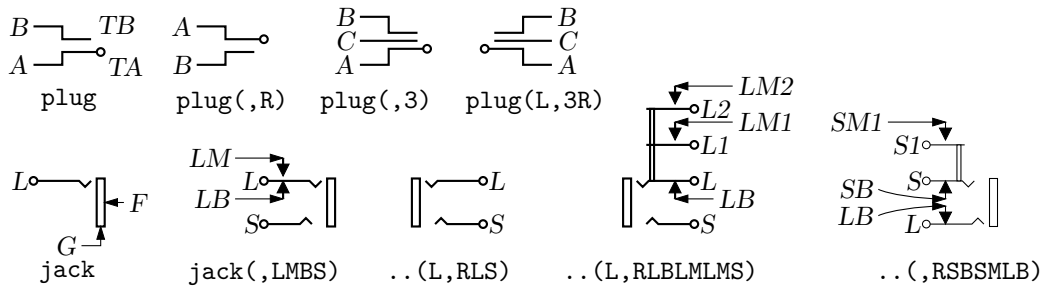 B TB
A TA
plug
A
B
plug(,R)
B
C
A
plug(,3)
B
C
A
plug(L,3R)
L F
G
jack
LM
L
LB
S
jack(,LMBS)
L
S
..(L,RLS)
LM2
L2
LM1
L1
L
LB
S
..(L,RLBLMLMS)
SM1
S1
S
SB
LB
L
..(,RSBSMLB)